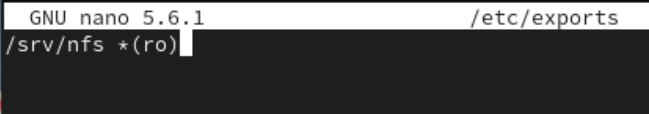 GNU nano 5.6.1 /etc/exports
/srv/nfs *(ro)